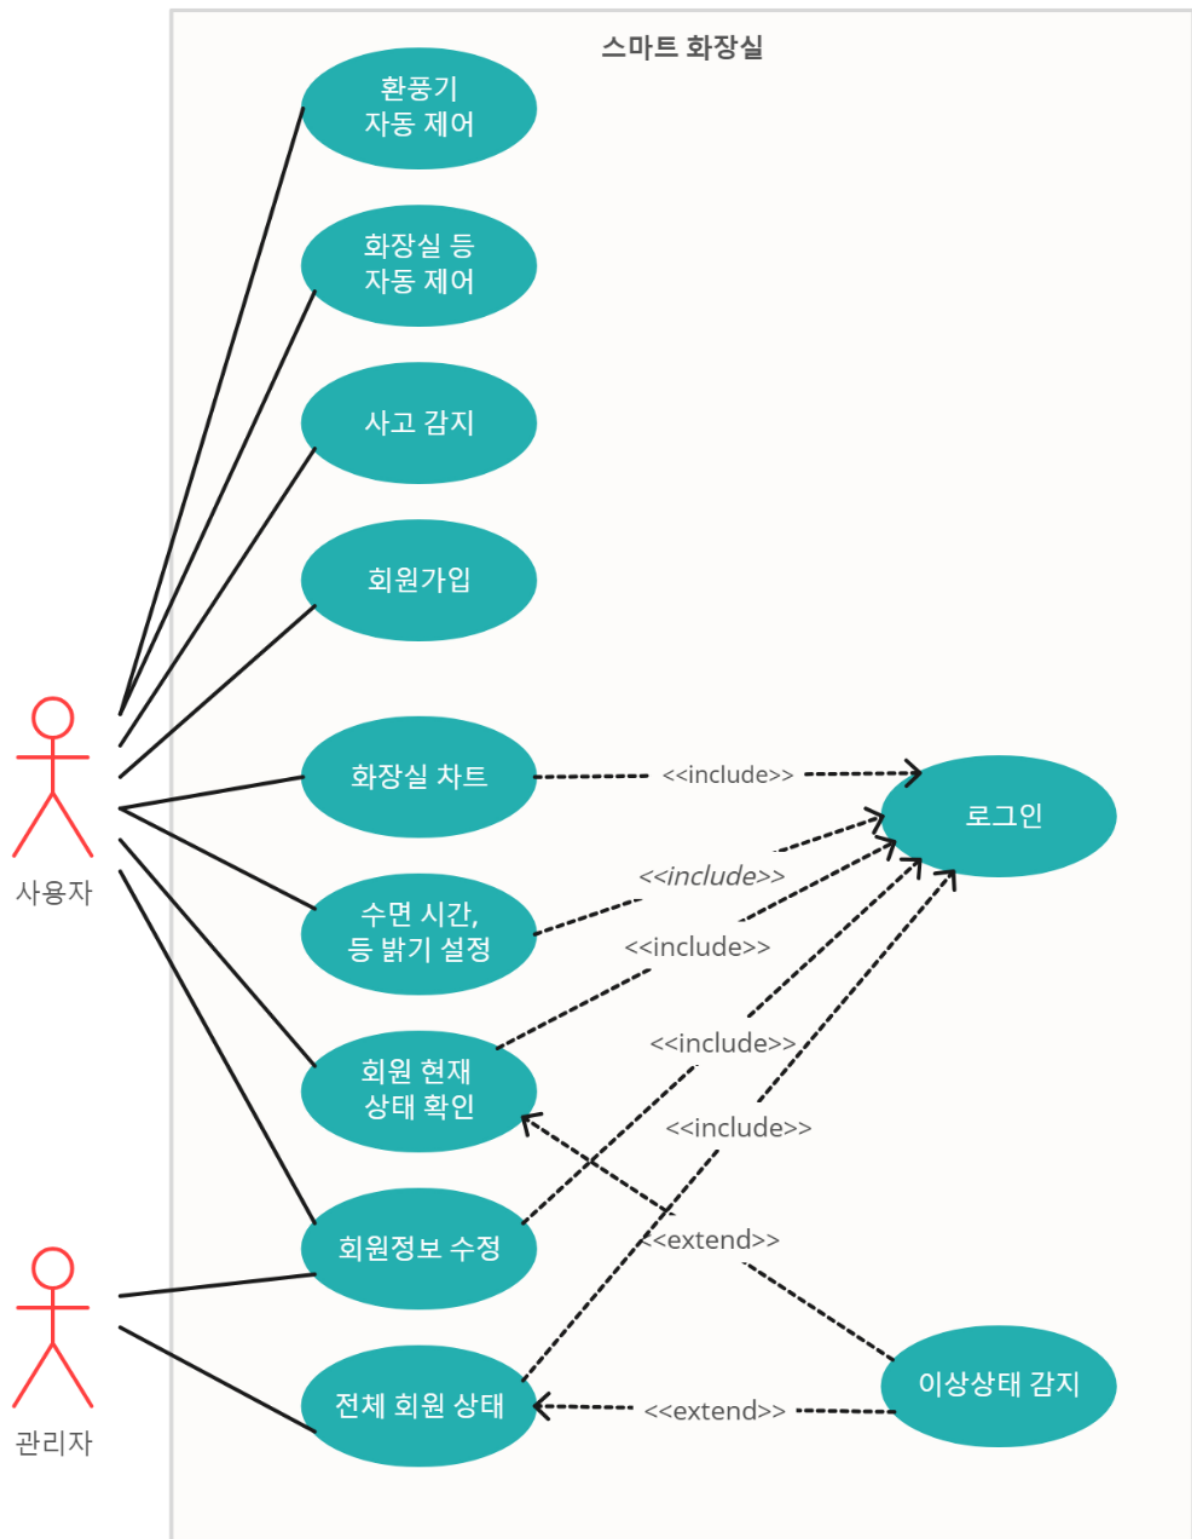 스마트 화장실
환풍기
자동 제어
화장실 등
자동 제어
사고 감지
회원가입
화장실 차트
<<include>>
로그인
<<include>>
사용자
수면 시간,
등 밝기 설정
<<include>>
회원 현재
상태 확인
<<include>>
<<include>>
회원정보 수정
<<extend>>
이상상태 감지
전체 회원 상태
<<extend>>
관리자